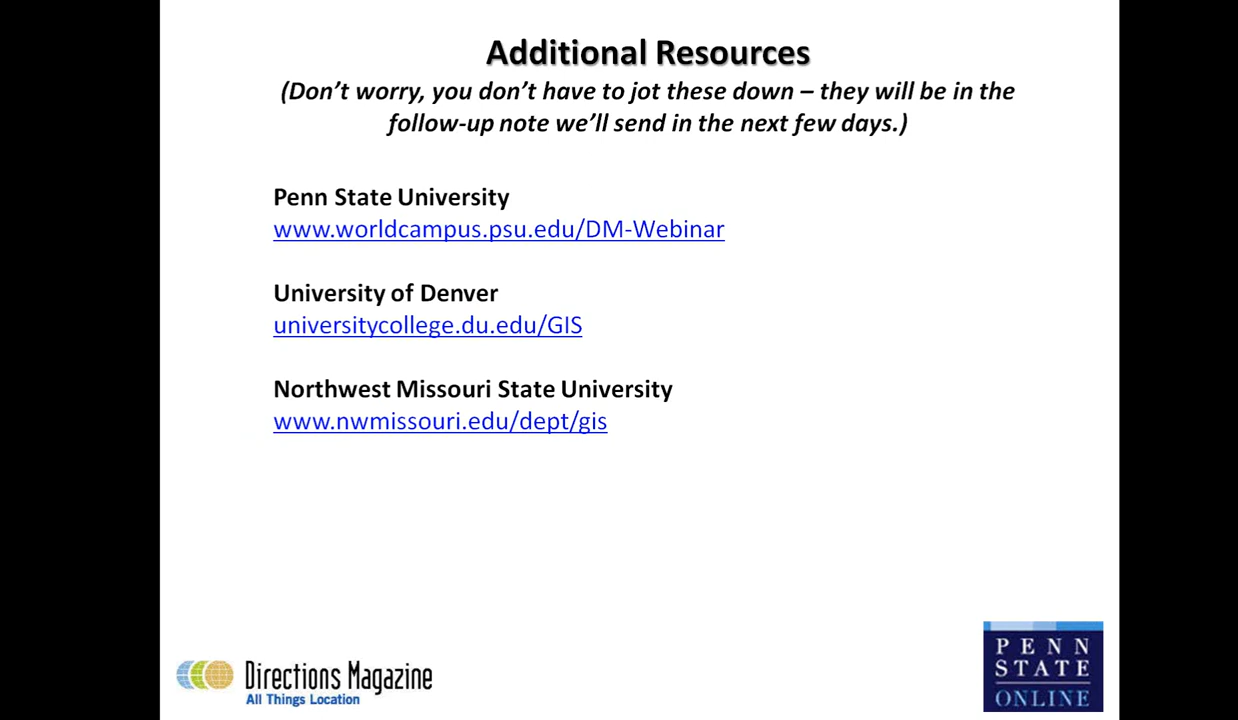 Additional Resources
(Don’t worry, you don’t have to jot these down – they will be in the
follow-up note we’ll send in the next few days.)
Penn State University
www.worldcampus.psu.edu/DM-Webinar
University of Denver
universitycollege.du.edu/GIS
Northwest Missouri State University
www.nwmissouri.edu/dept/gis
Directions Magazine
All Things Location
PENN
STATE
ONLINE